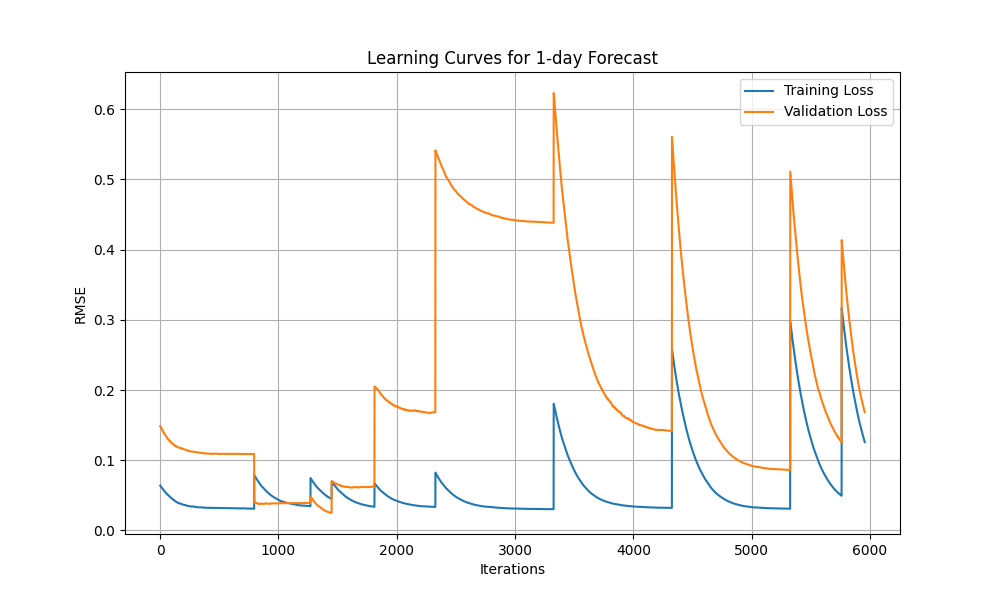 Learning Curves for 1-day Forecast
Training Loss
Validation Loss
RMSE
0.6
0.5
0.4
0.3
0.2
0.1
0.0
0 1000 2000 3000 4000 5000 6000
Iterations